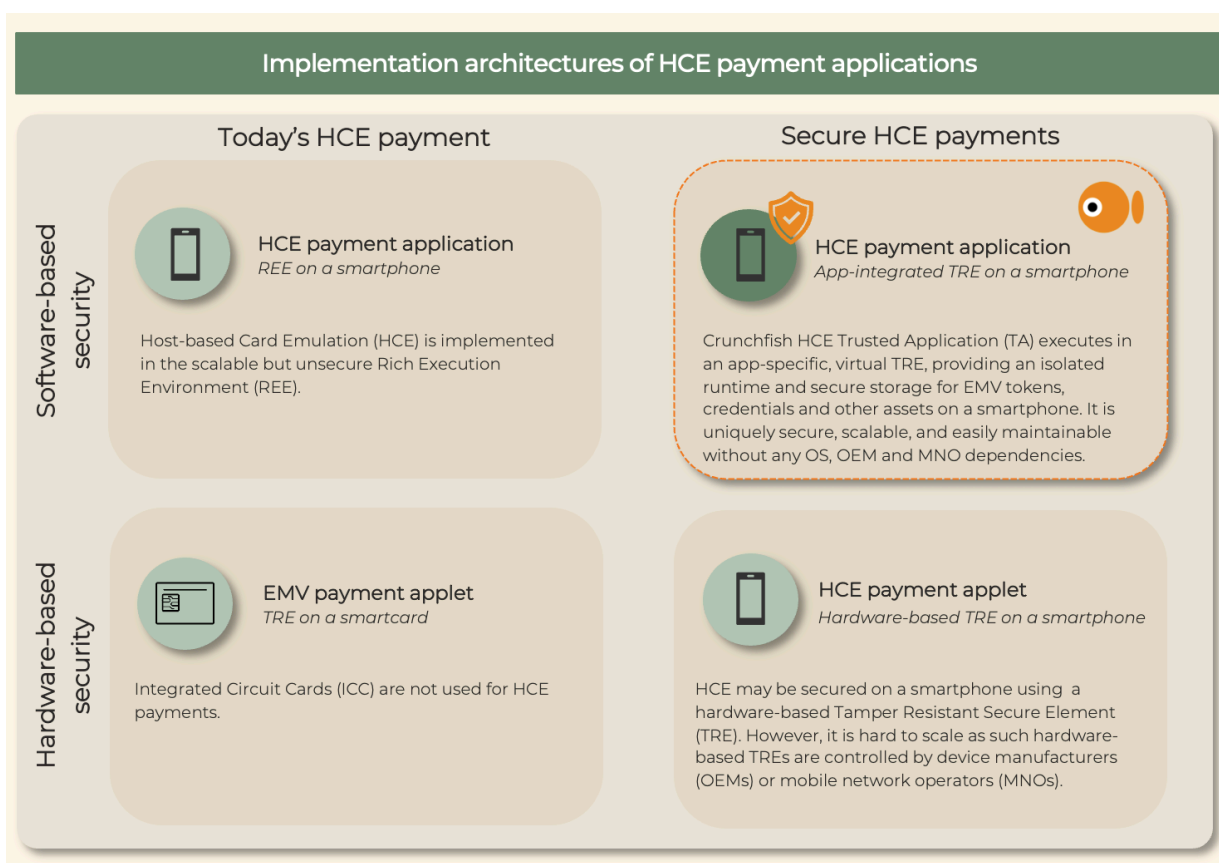 Implementation architectures of HCE payment applications
Today's HCE payment
Secure HCE payments
Software-based
security
HCE payment application
REE on a smartphone
Host-based Card Emulation (HCE) is implemented
in the scalable but unsecure Rich Execution
Environment (REE).
HCE payment application
App-integrated TRE on a smartphone
Crunchfish HCE Trusted Application (TA) executes in
an app-specific, virtual TRE, providing an isolated
runtime and secure storage for EMV tokens,
credentials and other assets on a smartphone. It is
uniquely secure, scalable, and easily maintainable
without any OS, OEM and MNO dependencies.
Hardware-based
security
EMV payment applet
TRE on a smartcard
Integrated Circuit Cards (ICC) are not used for HCE
payments.
HCE payment applet
Hardware-based TRE on a smartphone
HCE may be secured on a smartphone using a
hardware-based Tamper Resistant Secure Element
(TRE). However, it is hard to scale as such hardware-
based TREs are controlled by device manufacturers
(OEMs) or mobile network operators (MNOs).